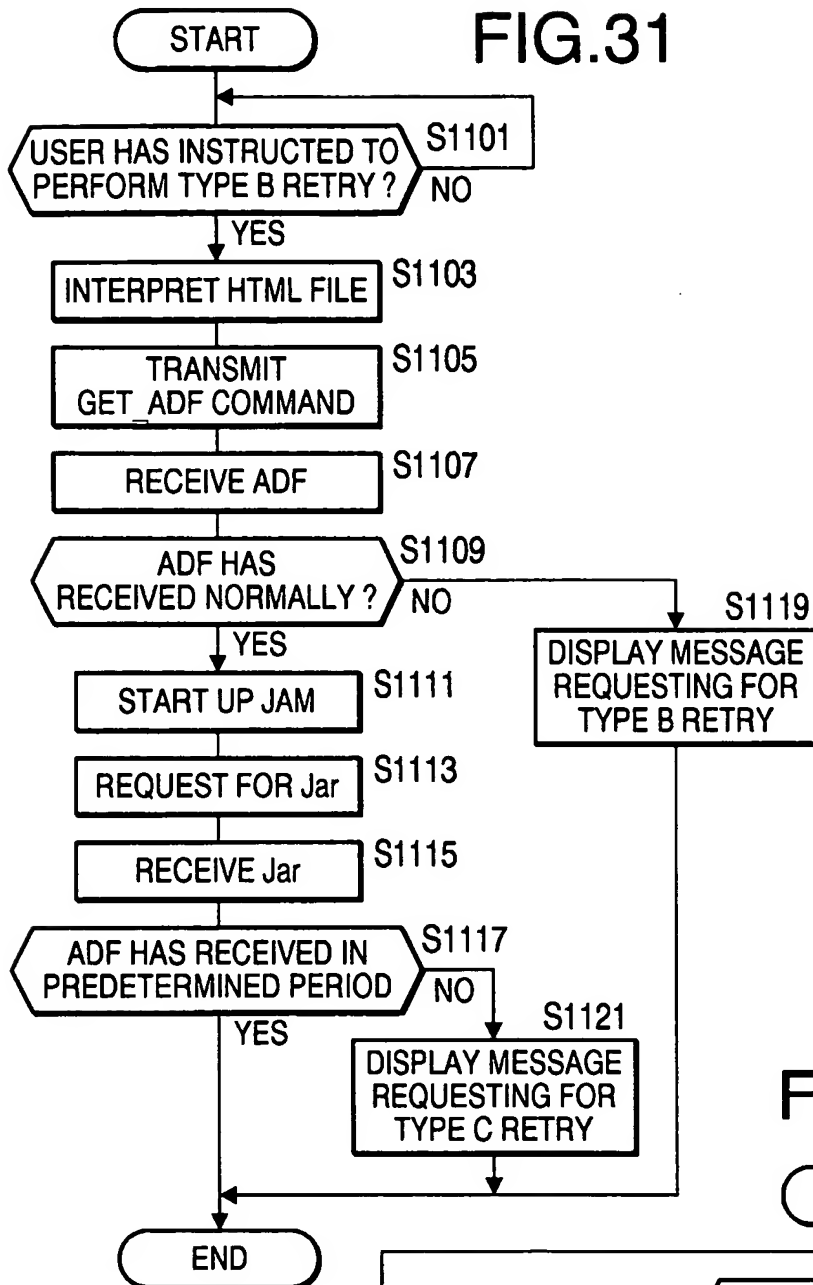 START
FIG.31
USER HAS INSTRUCTED TO
PERFORM TYPE B RETRY ?
S1101
NO
YES
INTERPRET HTML FILE
S1103
TRANSMIT
GET_ADF COMMAND
S1105
RECEIVE ADF
S1107
ADF HAS
RECEIVED NORMALLY ?
S1109
NO
YES
S1119
DISPLAY MESSAGE
REQUESTING FOR
TYPE B RETRY
START UP JAM
S1111
REQUEST FOR Jar
S1113
RECEIVE Jar
S1115
ADF HAS RECEIVED IN
PREDETERMINED PERIOD
S1117
NO
YES
S1121
DISPLAY MESSAGE
REQUESTING FOR
TYPE C RETRY
F
END